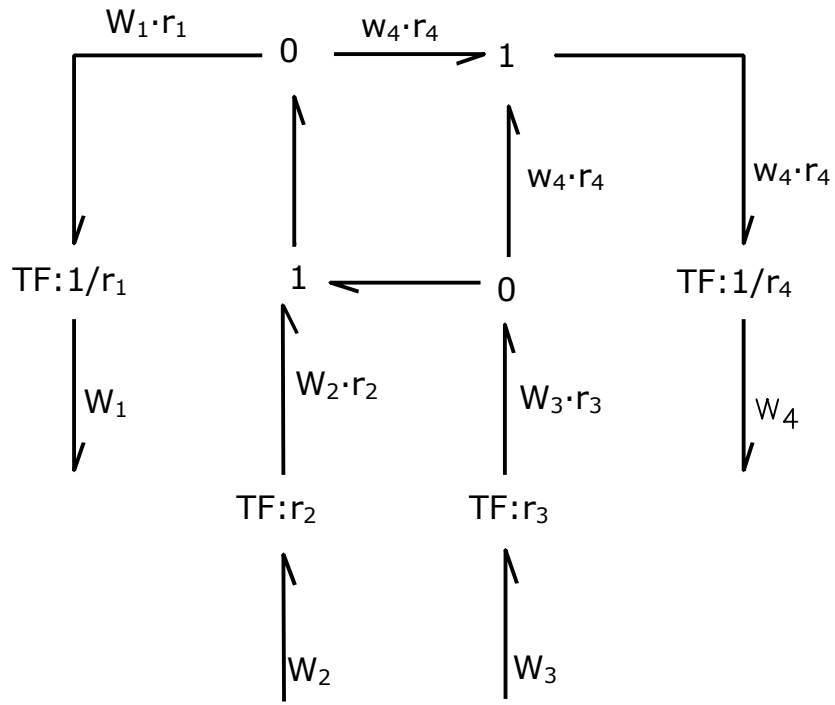 W₁·r₁
w₄·r₄
0
1
w₄·r₄
w₄·r₄
TF:1/r₁
1
0
TF:1/r₄
W₁
W₂·r₂
W₃·r₃
W₄
TF:r₂
TF:r₃
W₂
W₃